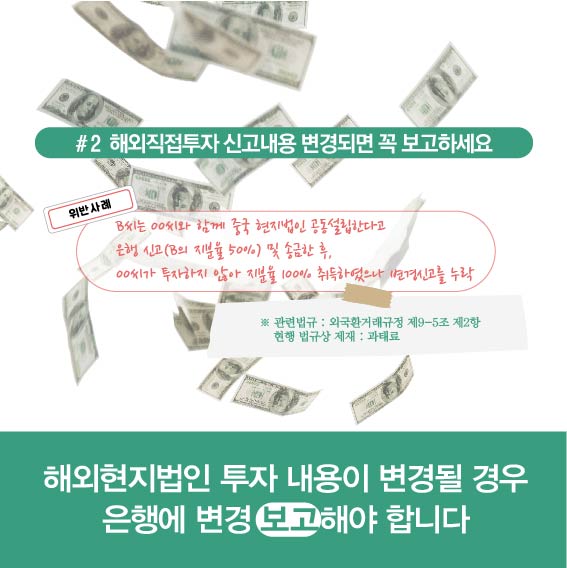 #2 해외직접투자 신고내용 변경되면 꼭 보고하세요
위반사례
B씨는 OO씨와 함께 중국 현지법인 공동설립한다고
은행 신고(B의 지분율 50%) 및 송금한 후,
OO씨가 투자하지 않아 지분율 100% 취득하였으나 변경신고를 누락
※ 관련법규 : 외국환거래규정 제9-5조 제2항
현행 법규상 제재 : 과태료
해외현지법인 투자 내용이 변경될 경우
은행에 변경 보고해야 합니다